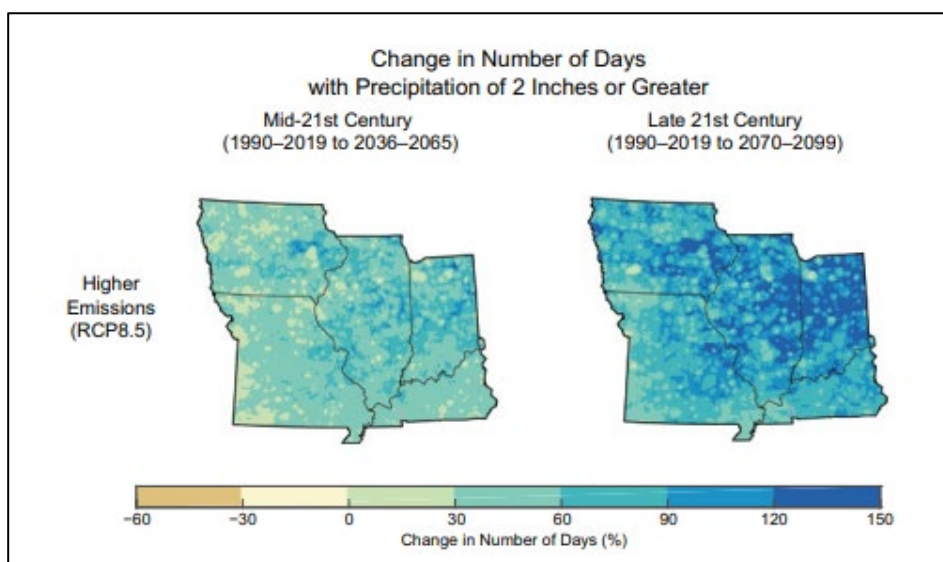 Change in Number of Days
with Precipitation of 2 Inches or Greater
Mid-21st Century
(1990–2019 to 2036–2065)
Late 21st Century
(1990–2019 to 2070–2099)
Higher
Emissions
(RCP8.5)
−60 −30 0 30 60 90 120 150
Change in Number of Days (%)